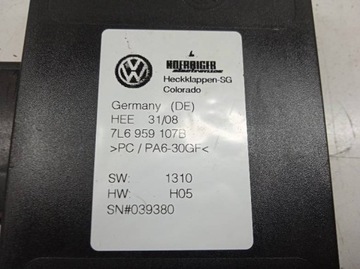 HOERBIGER
Heckklappen-SG
Colorado
Germany (DE)
HEE 31/08
7L6 959 107B
>PC / PA6-30GF<
SW: 1310
HW: H05
SN#039380